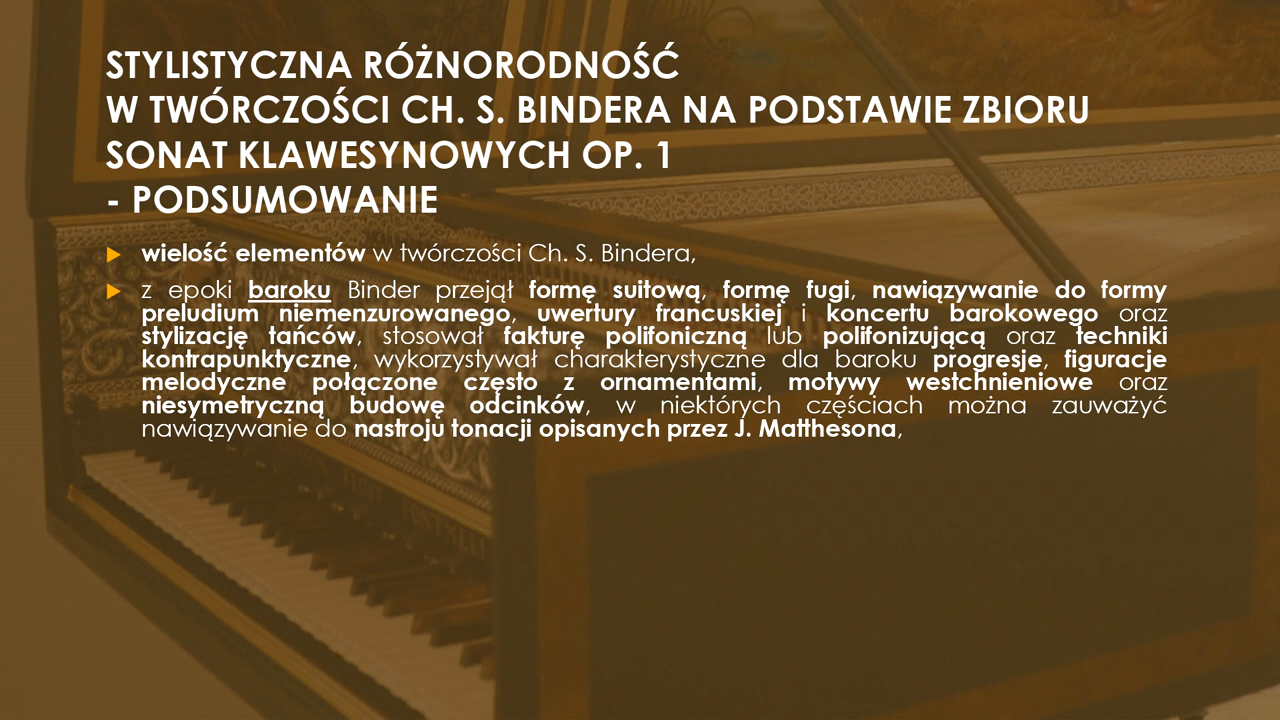 STYLISTYCZNA RÓŻNORODNOŚĆ
W TWÓRCZOŚCI CH. S. BINDERA NA PODSTAWIE ZBIORU
SONAT KLAWESYNOWYCH OP. 1
- PODSUMOWANIE
wielość elementów w twórczości Ch. S. Bindera,
z epoki baroku Binder przejął formę suitową, formę fugi, nawiązywanie do formy
preludium niemenzurowanego, uwertury francuskiej i koncertu barokowego oraz
stylizację tańców, stosował fakturę polifoniczną lub polifonizującą oraz techniki
kontrapunktyczne, wykorzystywał charakterystyczne dla baroku progresje, figuracje
melodyczne połączone często z ornamentami, motywy westchnieniowe oraz
niesymetryczną budowę odcinków, w niektórych częściach można zauważyć
nawiązywanie do nastroju tonacji opisanych przez J. Matthesona,